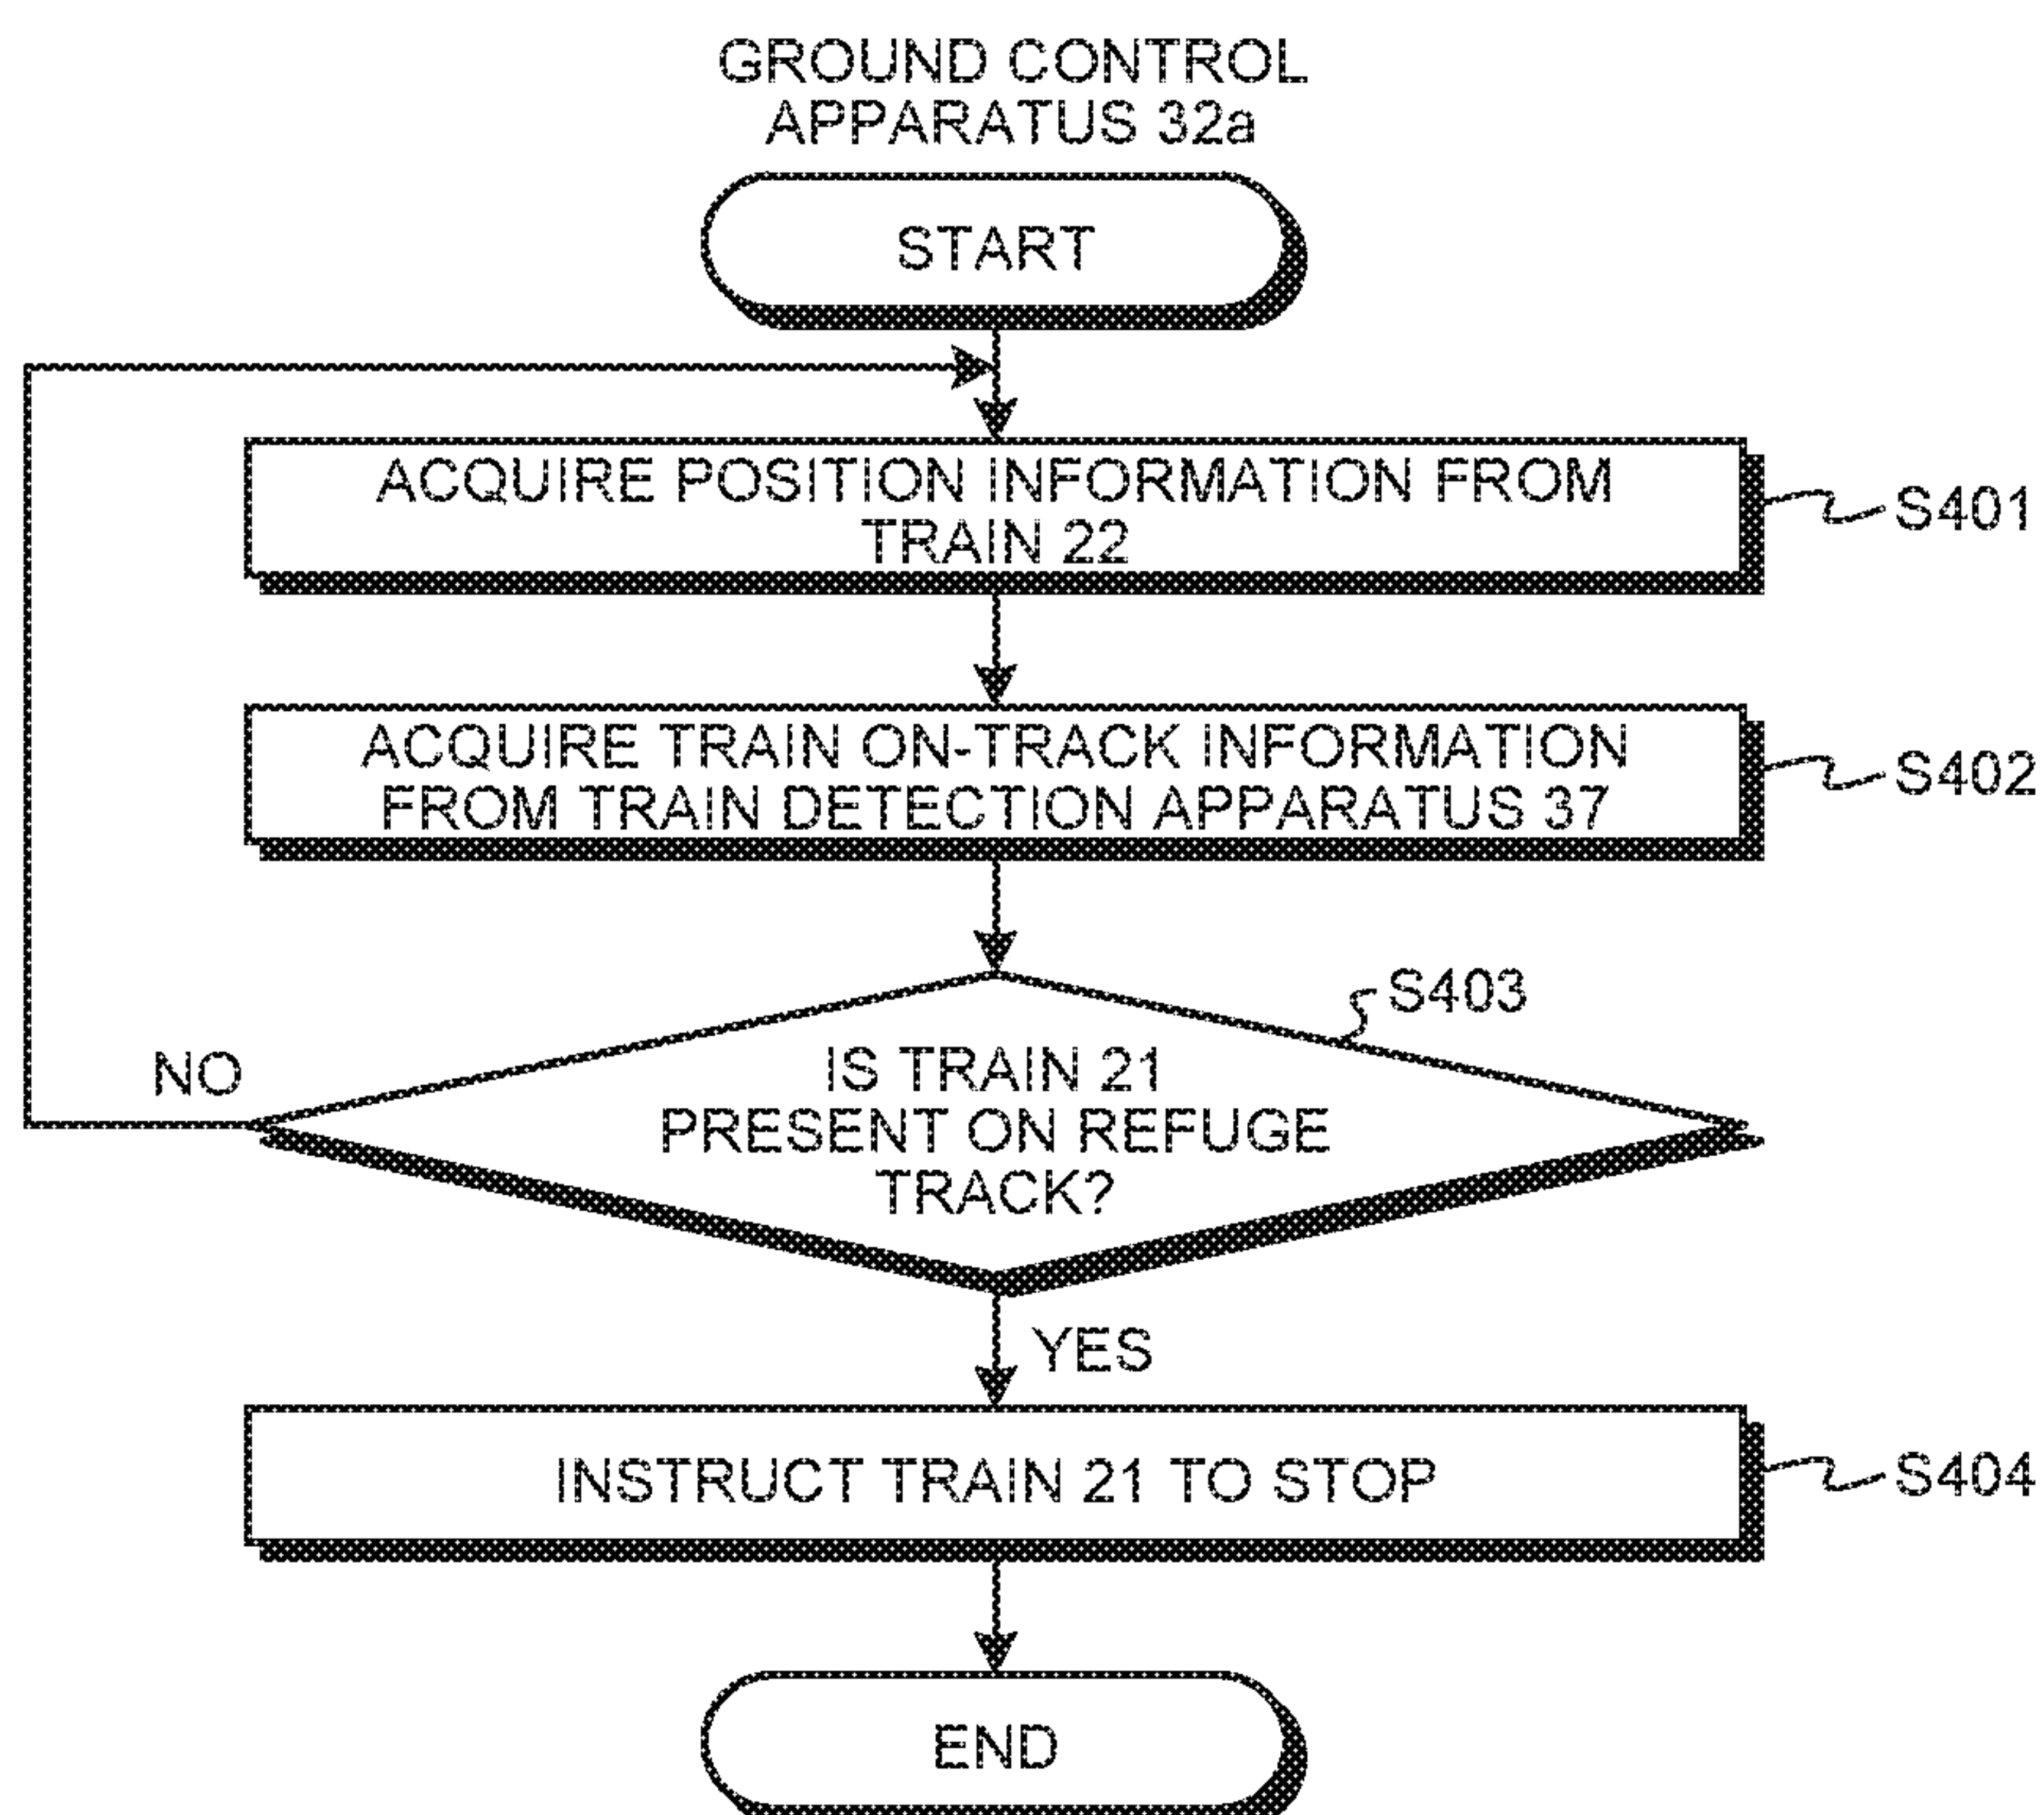 GROUND CONTROL
APPARATUS 32a
START
ACQUIRE POSITION INFORMATION FROM
TRAIN 22
S401
ACQUIRE TRAIN ON-TRACK INFORMATION
FROM TRAIN DETECTION APPARATUS 37
S402
S403
IS TRAIN 21
PRESENT ON REFUGE
TRACK?
NO
YES
INSTRUCT TRAIN 21 TO STOP
S404
END